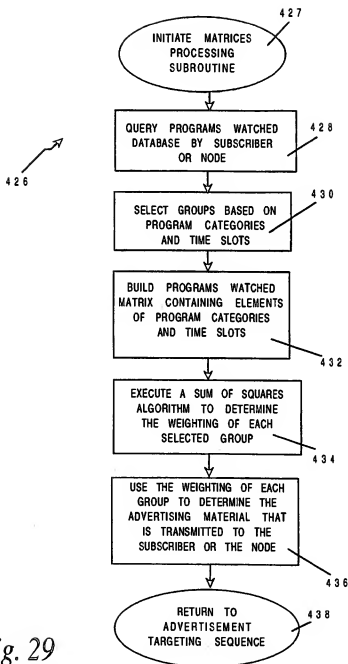 427
INITIATE MATRICES
PROCESSING
SUBROUTINE
QUERY PROGRAMS WATCHED
DATABASE BY SUBSCRIBER
OR NODE
428
426
430
SELECT GROUPS BASED ON
PROGRAM CATEGORIES
AND TIME SLOTS
BUILD PROGRAMS WATCHED
MATRIX CONTAINING ELEMENTS
OF PROGRAM CATEGORIES
AND TIME SLOTS
432
EXECUTE A SUM OF SQUARES
ALGORITHM TO DETERMINE
THE WEIGHTING OF EACH
SELECTED GROUP
434
USE THE WEIGHTING OF EACH
GROUP TO DETERMINE THE
ADVERTISING MATERIAL THAT
IS TRANSMITTED TO THE
SUBSCRIBER OR THE NODE
436
RETURN TO
ADVERTISEMENT
TARGETING SEQUENCE
438
g. 29